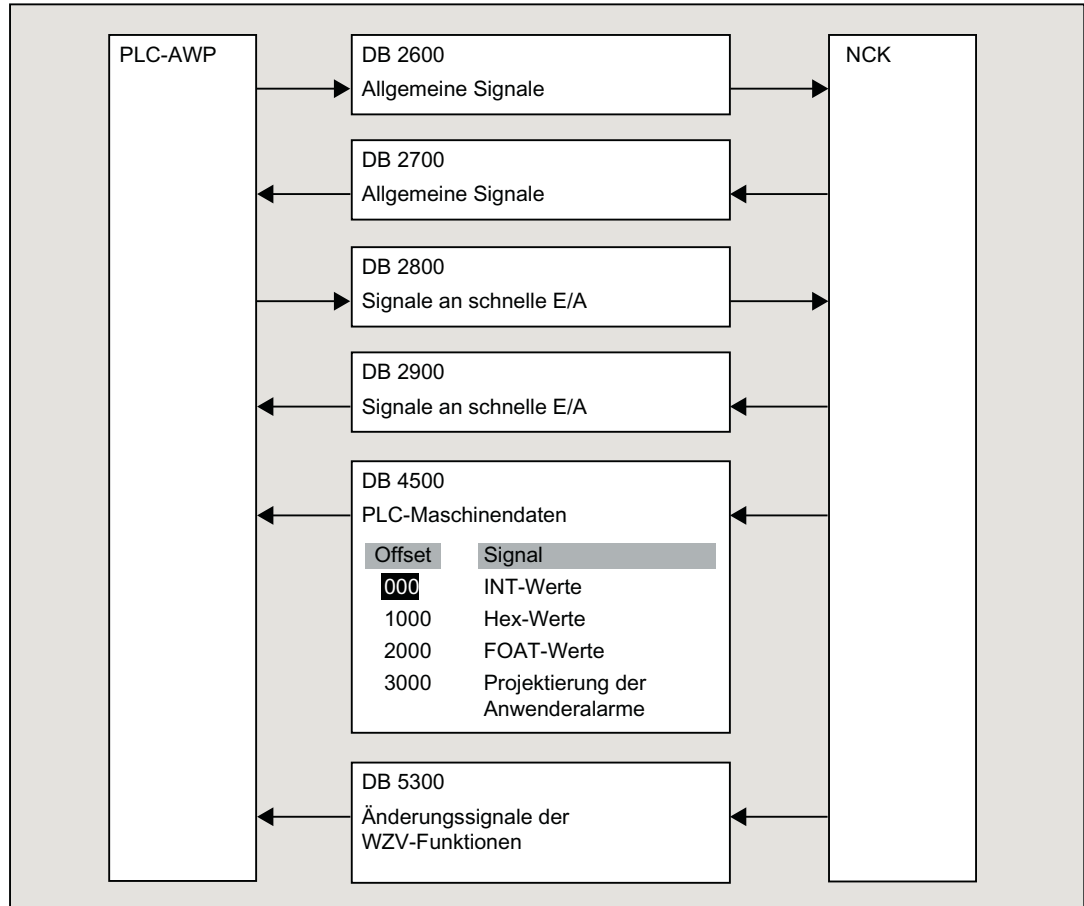 PLC-AWP
DB 2600
Allgemeine Signale
NCK
DB 2700
Allgemeine Signale
DB 2800
Signale an schnelle E/A
DB 2900
Signale an schnelle E/A
DB 4500
PLC-Maschinendaten
Offset Signal
000 INT-Werte
1000 Hex-Werte
2000 FOAT-Werte
3000 Projektierung der
Anwenderalarme
DB 5300
Änderungssignale der
WZV-Funktionen